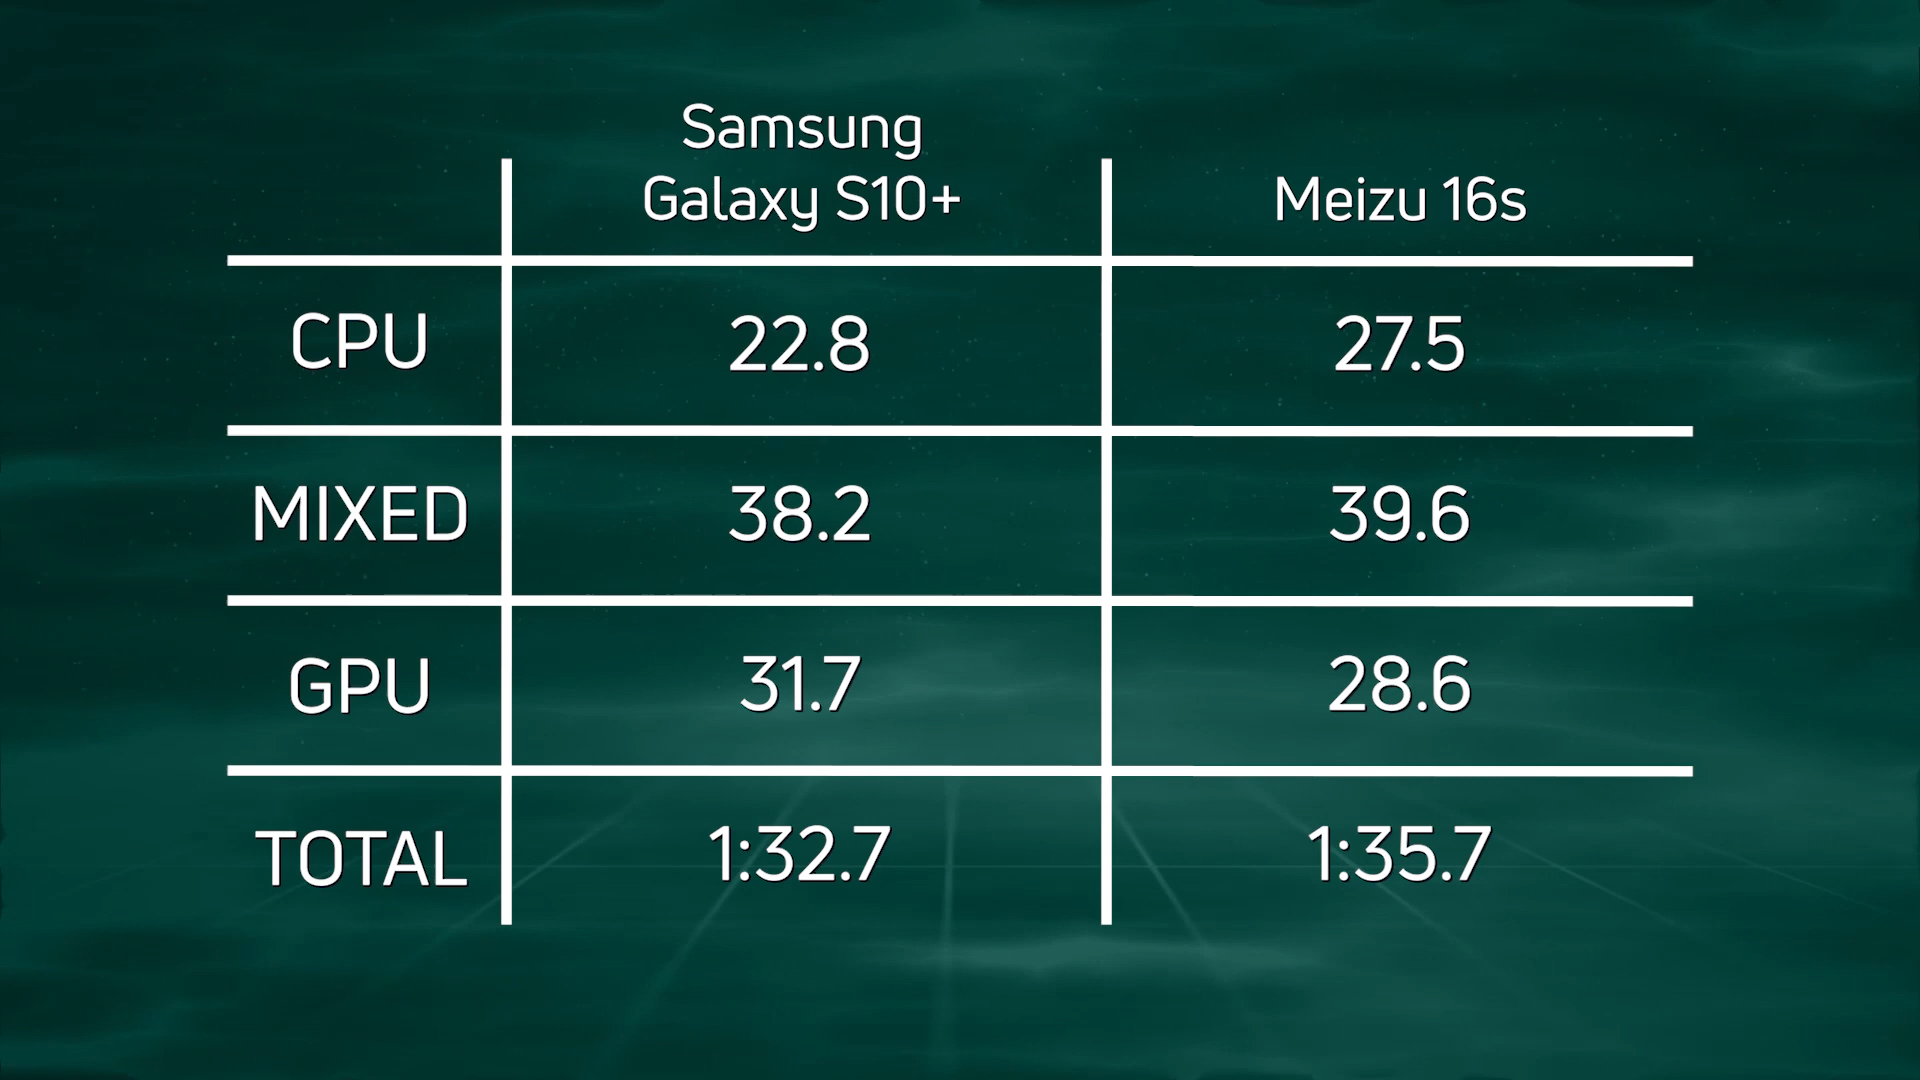 Samsung
Galaxy S10+
Meizu 16s
CPU 22.8 27.5
MIXED 38.2 39.6
GPU 31.7 28.6
TOTAL 1:32.7 1:35.7